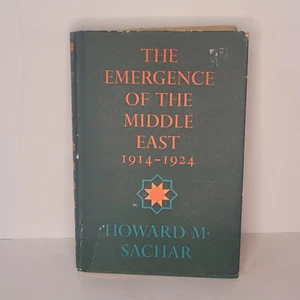 THE
EMERGENCE
OF THE
MIDDLE
EAST
1914-1924
HOWARD M.
SACHAR